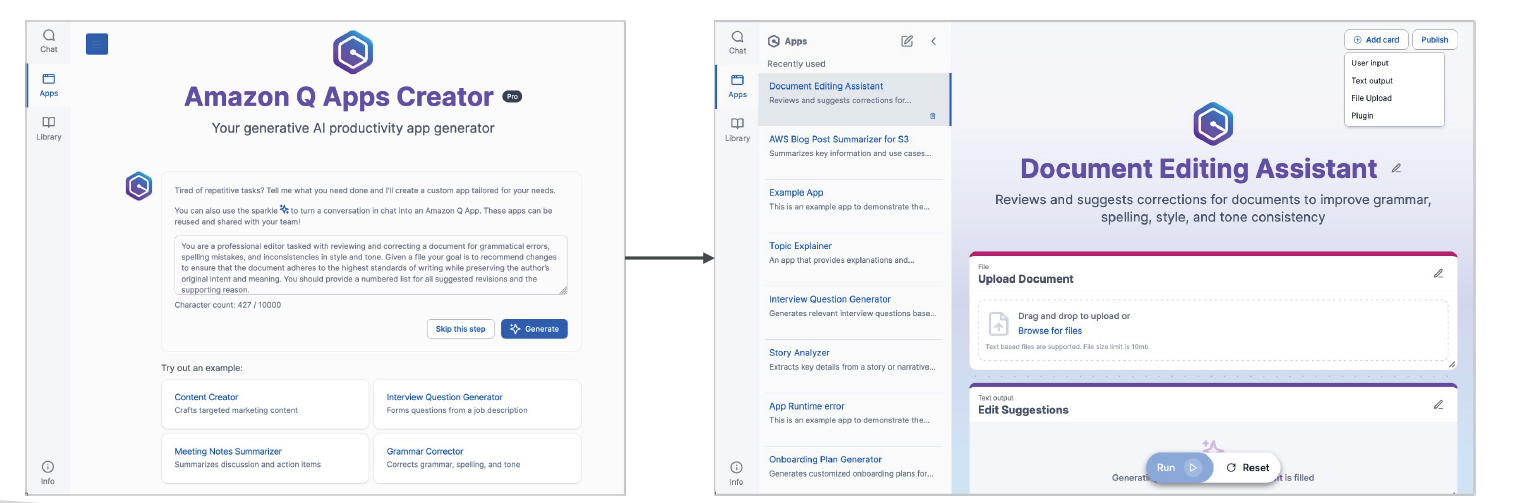 Chat
Apps
Library
Info
Amazon Q Apps Creator Pro
Your generative AI productivity app generator
Tired of repetitive tasks? Tell me what you need done and I'll create a custom app tailored for your needs.
You can also use the sparkle to turn a conversation in chat into an Amazon Q App. These apps can be
reused and shared with your team!
You are a professional editor tasked with reviewing and correcting a document for grammatical errors,
spelling mistakes, and inconsistencies in style and tone. Given a file your goal is to recommend changes
to ensure that the document adheres to the highest standards of writing while preserving the author's
original intent and meaning. You should provide a numbered list for all suggested revisions and the
supporting reason.
Character count: 427 / 10000
Skip this step
Generate
Try out an example:
Content Creator
Crafts targeted marketing content
Interview Question Generator
Forms questions from a job description
Meeting Notes Summarizer
Summarizes discussion and action items
Grammar Corrector
Corrects grammar, spelling, and tone
Chat
Apps
Library
Info
Apps
Recently used
Document Editing Assistant
Reviews and suggests corrections for...
AWS Blog Post Summarizer for S3
Summarizes key information and use cases...
Example App
This is an example app to demonstrate the...
Topic Explainer
An app that provides explanations and...
Interview Question Generator
Generates relevant interview questions base...
Story Analyzer
Extracts key details from a story or narrative...
App Runtime error
This is an example app to demonstrate the...
Onboarding Plan Generator
Generates customized onboarding plans for...
Add card
Publish
User input
Text output
File Upload
Plugin
Document Editing Assistant
Reviews and suggests corrections for documents to improve grammar,
spelling, style, and tone consistency
File
Upload Document
Drag and drop to upload or
Browse for files
Text based files are supported. File size limit is 10mb
Text output
Edit Suggestions
Run
Reset
is filled